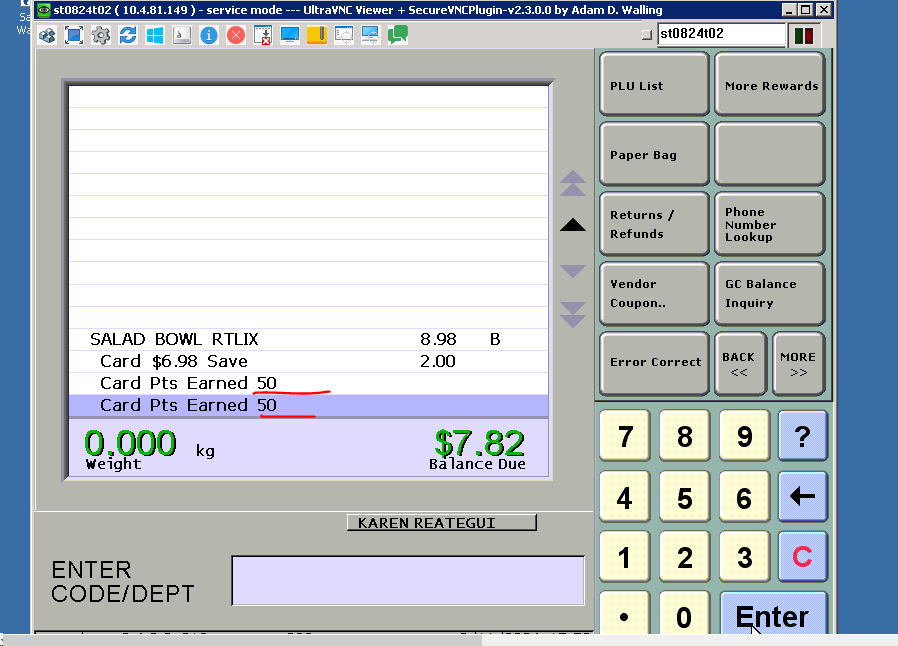 Sa
Wa
st0824t02 ( 10.4.81.149 ) - service mode --- UltraVNC Viewer + SecureVNCPlugin-v2.3.0.0 by Adam D. Walling
st0824t02
PLU List
More Rewards
Paper Bag
Returns /
Refunds
Phone
Number
Lookup
Vendor
Coupon..
GC Balance
Inquiry
Error Correct
BACK
<<
MORE
>>
SALAD BOWL RTLIX 8.98 B
Card $6.98 Save 2.00
Card Pts Earned 50
Card Pts Earned 50
0.000 kg $7.82
Weight Balance Due
KAREN REATEGUI
ENTER
CODE/DEPT
7 8 9 ?
4 5 6 ←
1 2 3 C
. 0 Enter